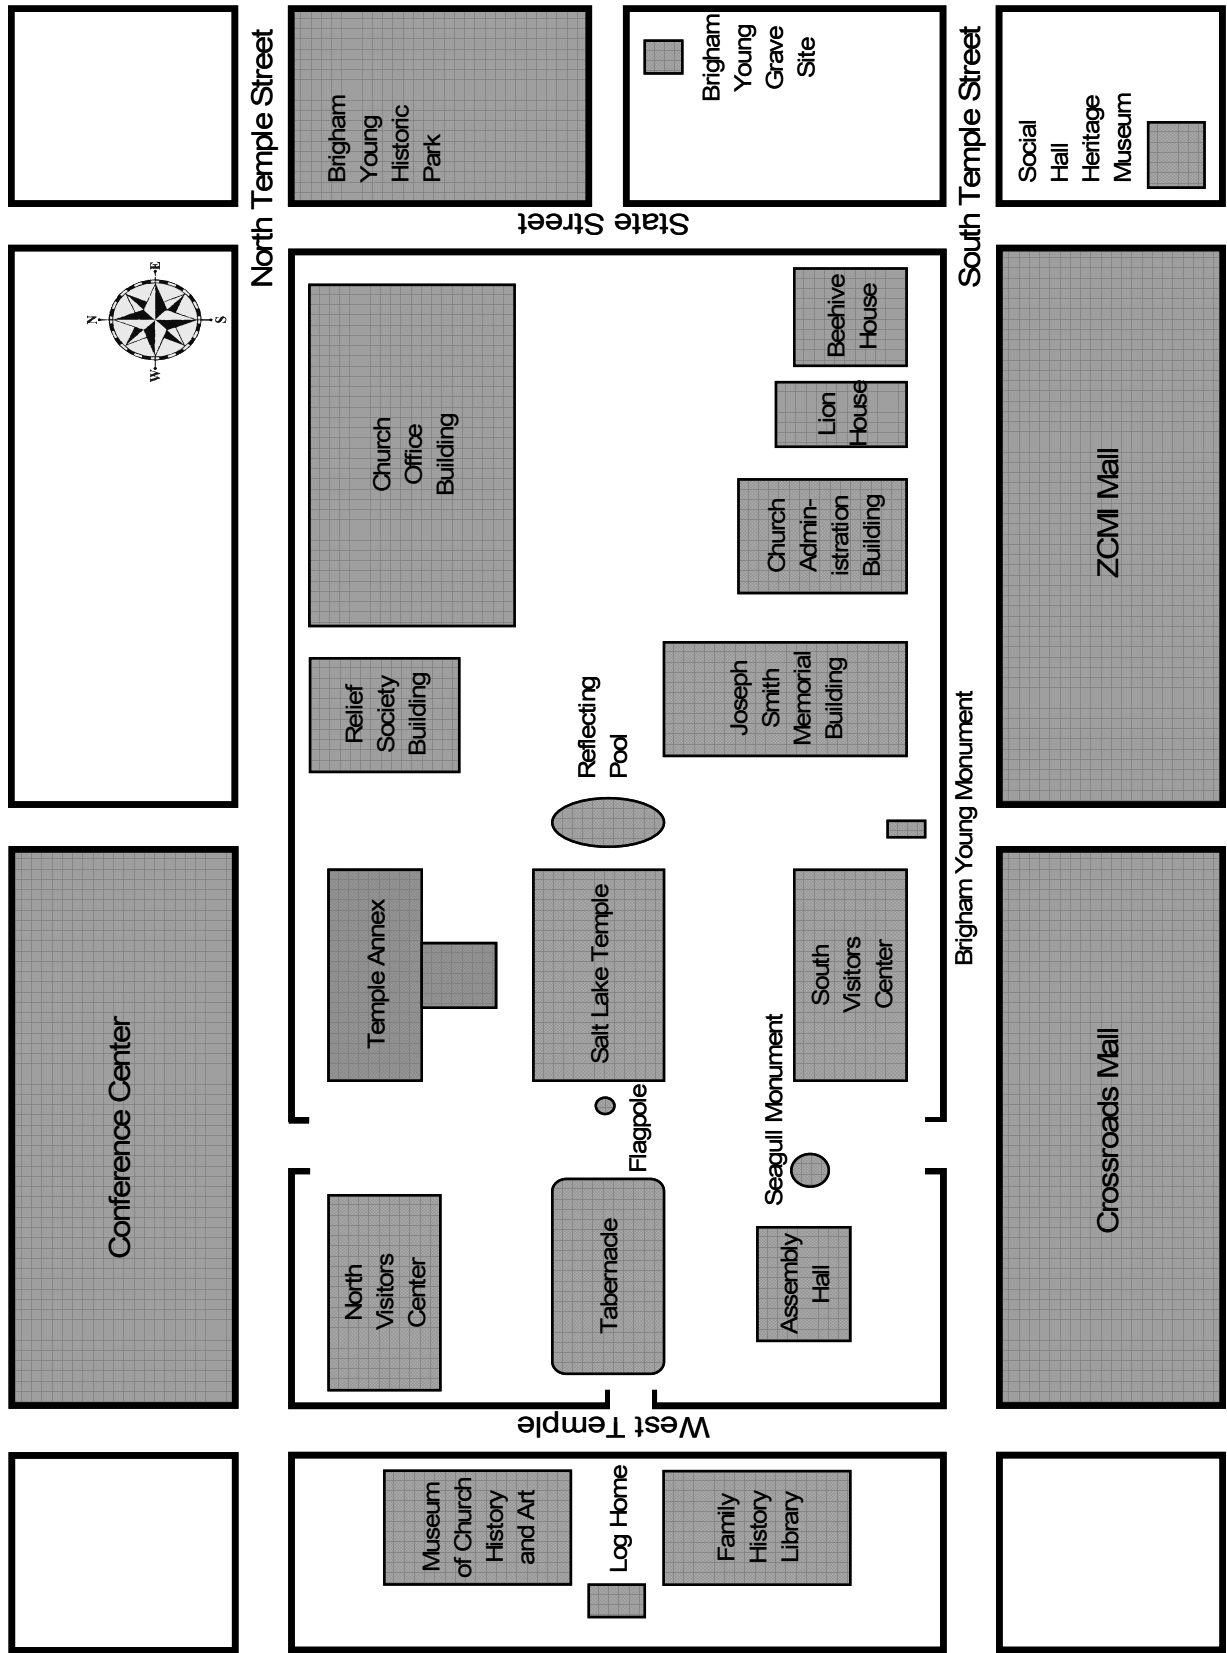 Conference Center
N
W
E
S
North Temple Street
North
Visitors
Center
Temple Annex
Relief
Society
Building
Church
Office
Building
Brigham
Young
Historic
Park
Museum
of Church
History
and Art
Log Home
Family
History
Library
West Temple
Tabernacle
Flagpole
Salt Lake Temple
Reflecting
Pool
State Street
Brigham
Young
Grave
Site
Assembly
Hall
Seagull Monument
South
Visitors
Center
Joseph
Smith
Memorial
Building
Church
Admin-
istration
Building
Lion
House
Beehive
House
Brigham Young Monument
South Temple Street
Crossroads Mall
ZCMI Mall
Social
Hall
Heritage
Museum